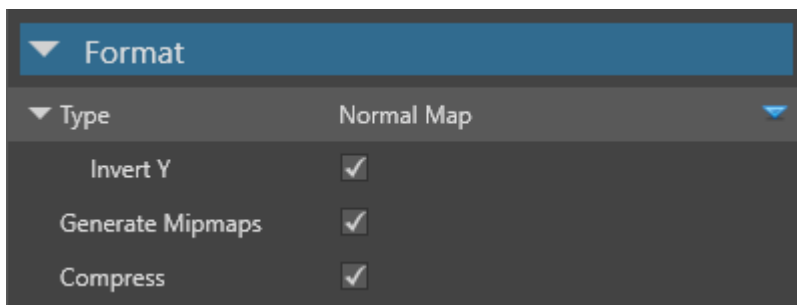 Format
Type Normal Map
Invert Y
Generate Mipmaps
Compress